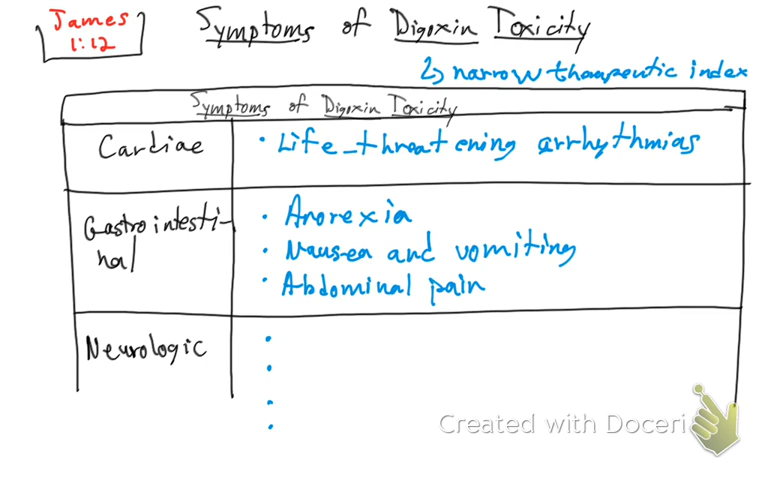 James
1:12
Symptoms of Digoxin Toxicity
↳ narrow therapeutic index
Symptoms of Digoxin Toxicity
Cardiac
• Life-threatening arrhythmias
Gastrointesti-
nal
• Anorexia
• Nausea and vomiting
• Abdominal pain
Neurologic
•
•
•
•
Created with Doceri